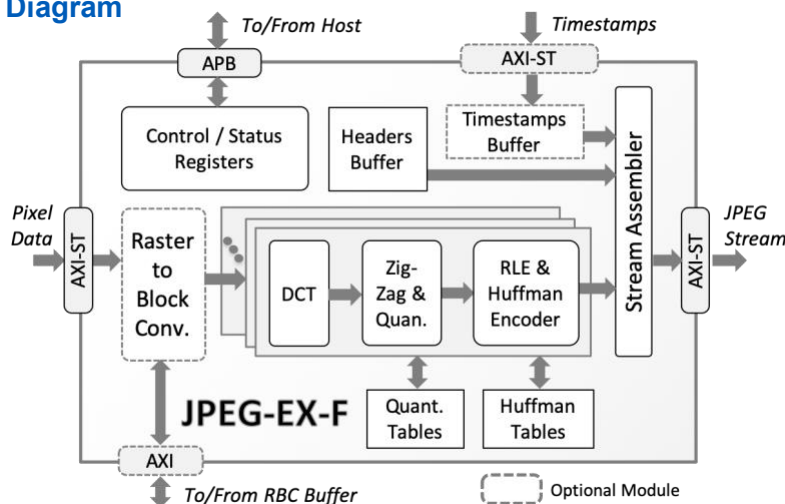 Diagram
To/From Host
Timestamps
APB
AXI-ST
Control / Status
Registers
Headers
Buffer
Timestamps
Buffer
Stream Assembler
Pixel
Data
AXI-ST
Raster
to
Block
Conv.
DCT
Zig-
Zag &
Quan.
RLE &
Huffman
Encoder
AXI-ST
JPEG
Stream
JPEG-EX-F
Quant.
Tables
Huffman
Tables
AXI
To/From RBC Buffer
Optional Module